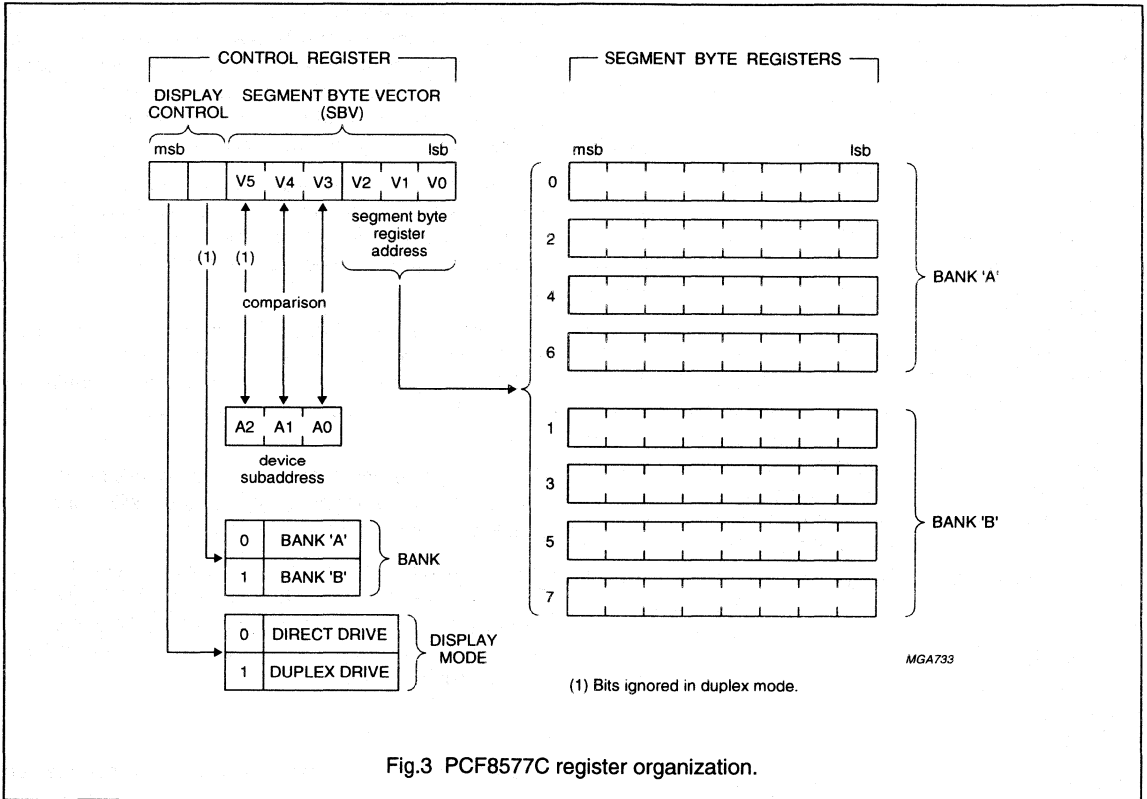 CONTROL REGISTER
DISPLAY CONTROL
SEGMENT BYTE VECTOR (SBV)
msb
lsb
V5 V4 V3 V2 V1 V0
segment byte
register
address
(1)
(1)
comparison
A2 A1 A0
device
subaddress
0 BANK 'A'
1 BANK 'B'
BANK
0 DIRECT DRIVE
1 DUPLEX DRIVE
DISPLAY
MODE
SEGMENT BYTE REGISTERS
msb
lsb
0
2
4
6
BANK 'A'
1
3
5
7
BANK 'B'
MGA733
(1) Bits ignored in duplex mode.
Fig.3 PCF8577C register organization.